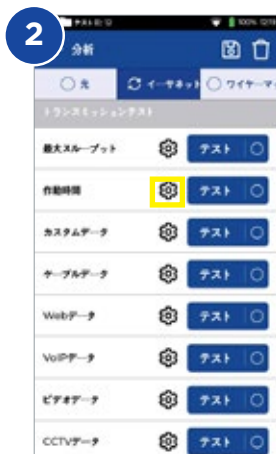 2
100%
分析
光 イーサネット ワイヤーマ
トランスミッションテスト
最大スループット テスト
作動時間 テスト
カスタムデータ テスト
ケーブルデータ テスト
Webデータ テスト
VoIPデータ テスト
ビデオデータ テスト
CCTVデータ テスト